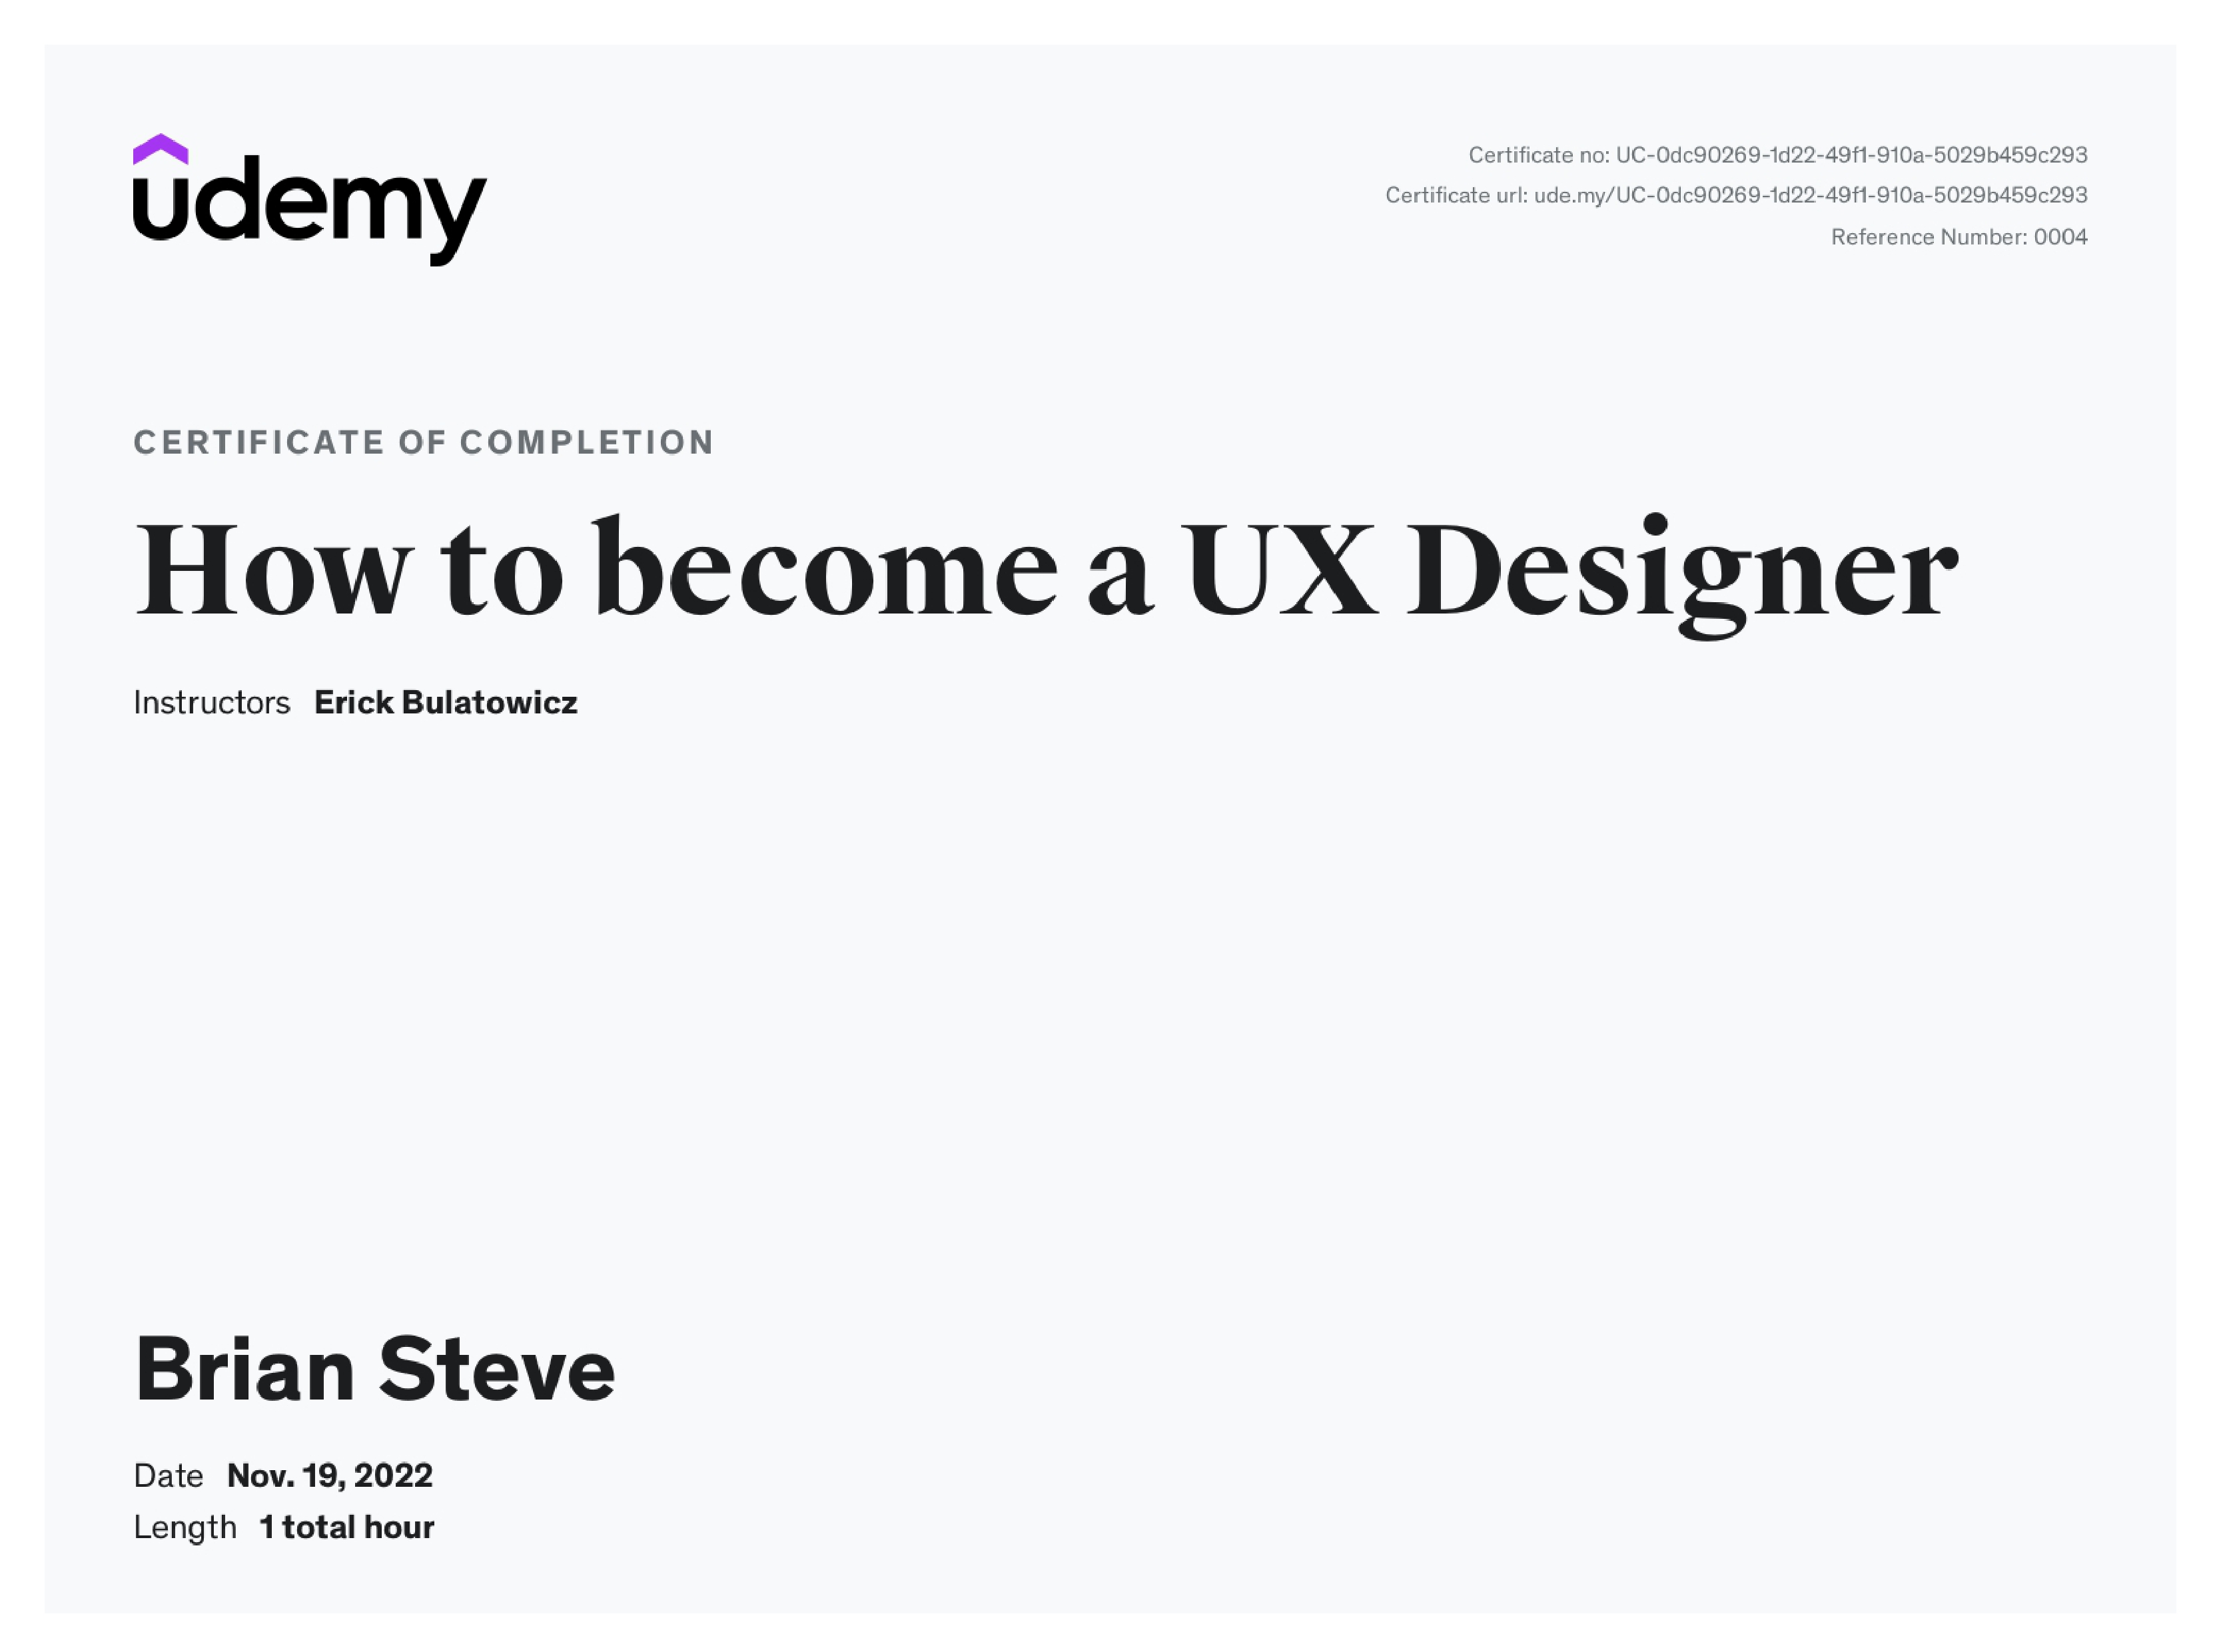 udemy
Certificate no: UC-0dc90269-1d22-49f1-910a-5029b459c293
Certificate url: ude.my/UC-0dc90269-1d22-49f1-910a-5029b459c293
Reference Number: 0004
CERTIFICATE OF COMPLETION
How to become a UX Designer
Instructors Erick Bulatowicz
Brian Steve
Date Nov. 19, 2022
Length 1 total hour